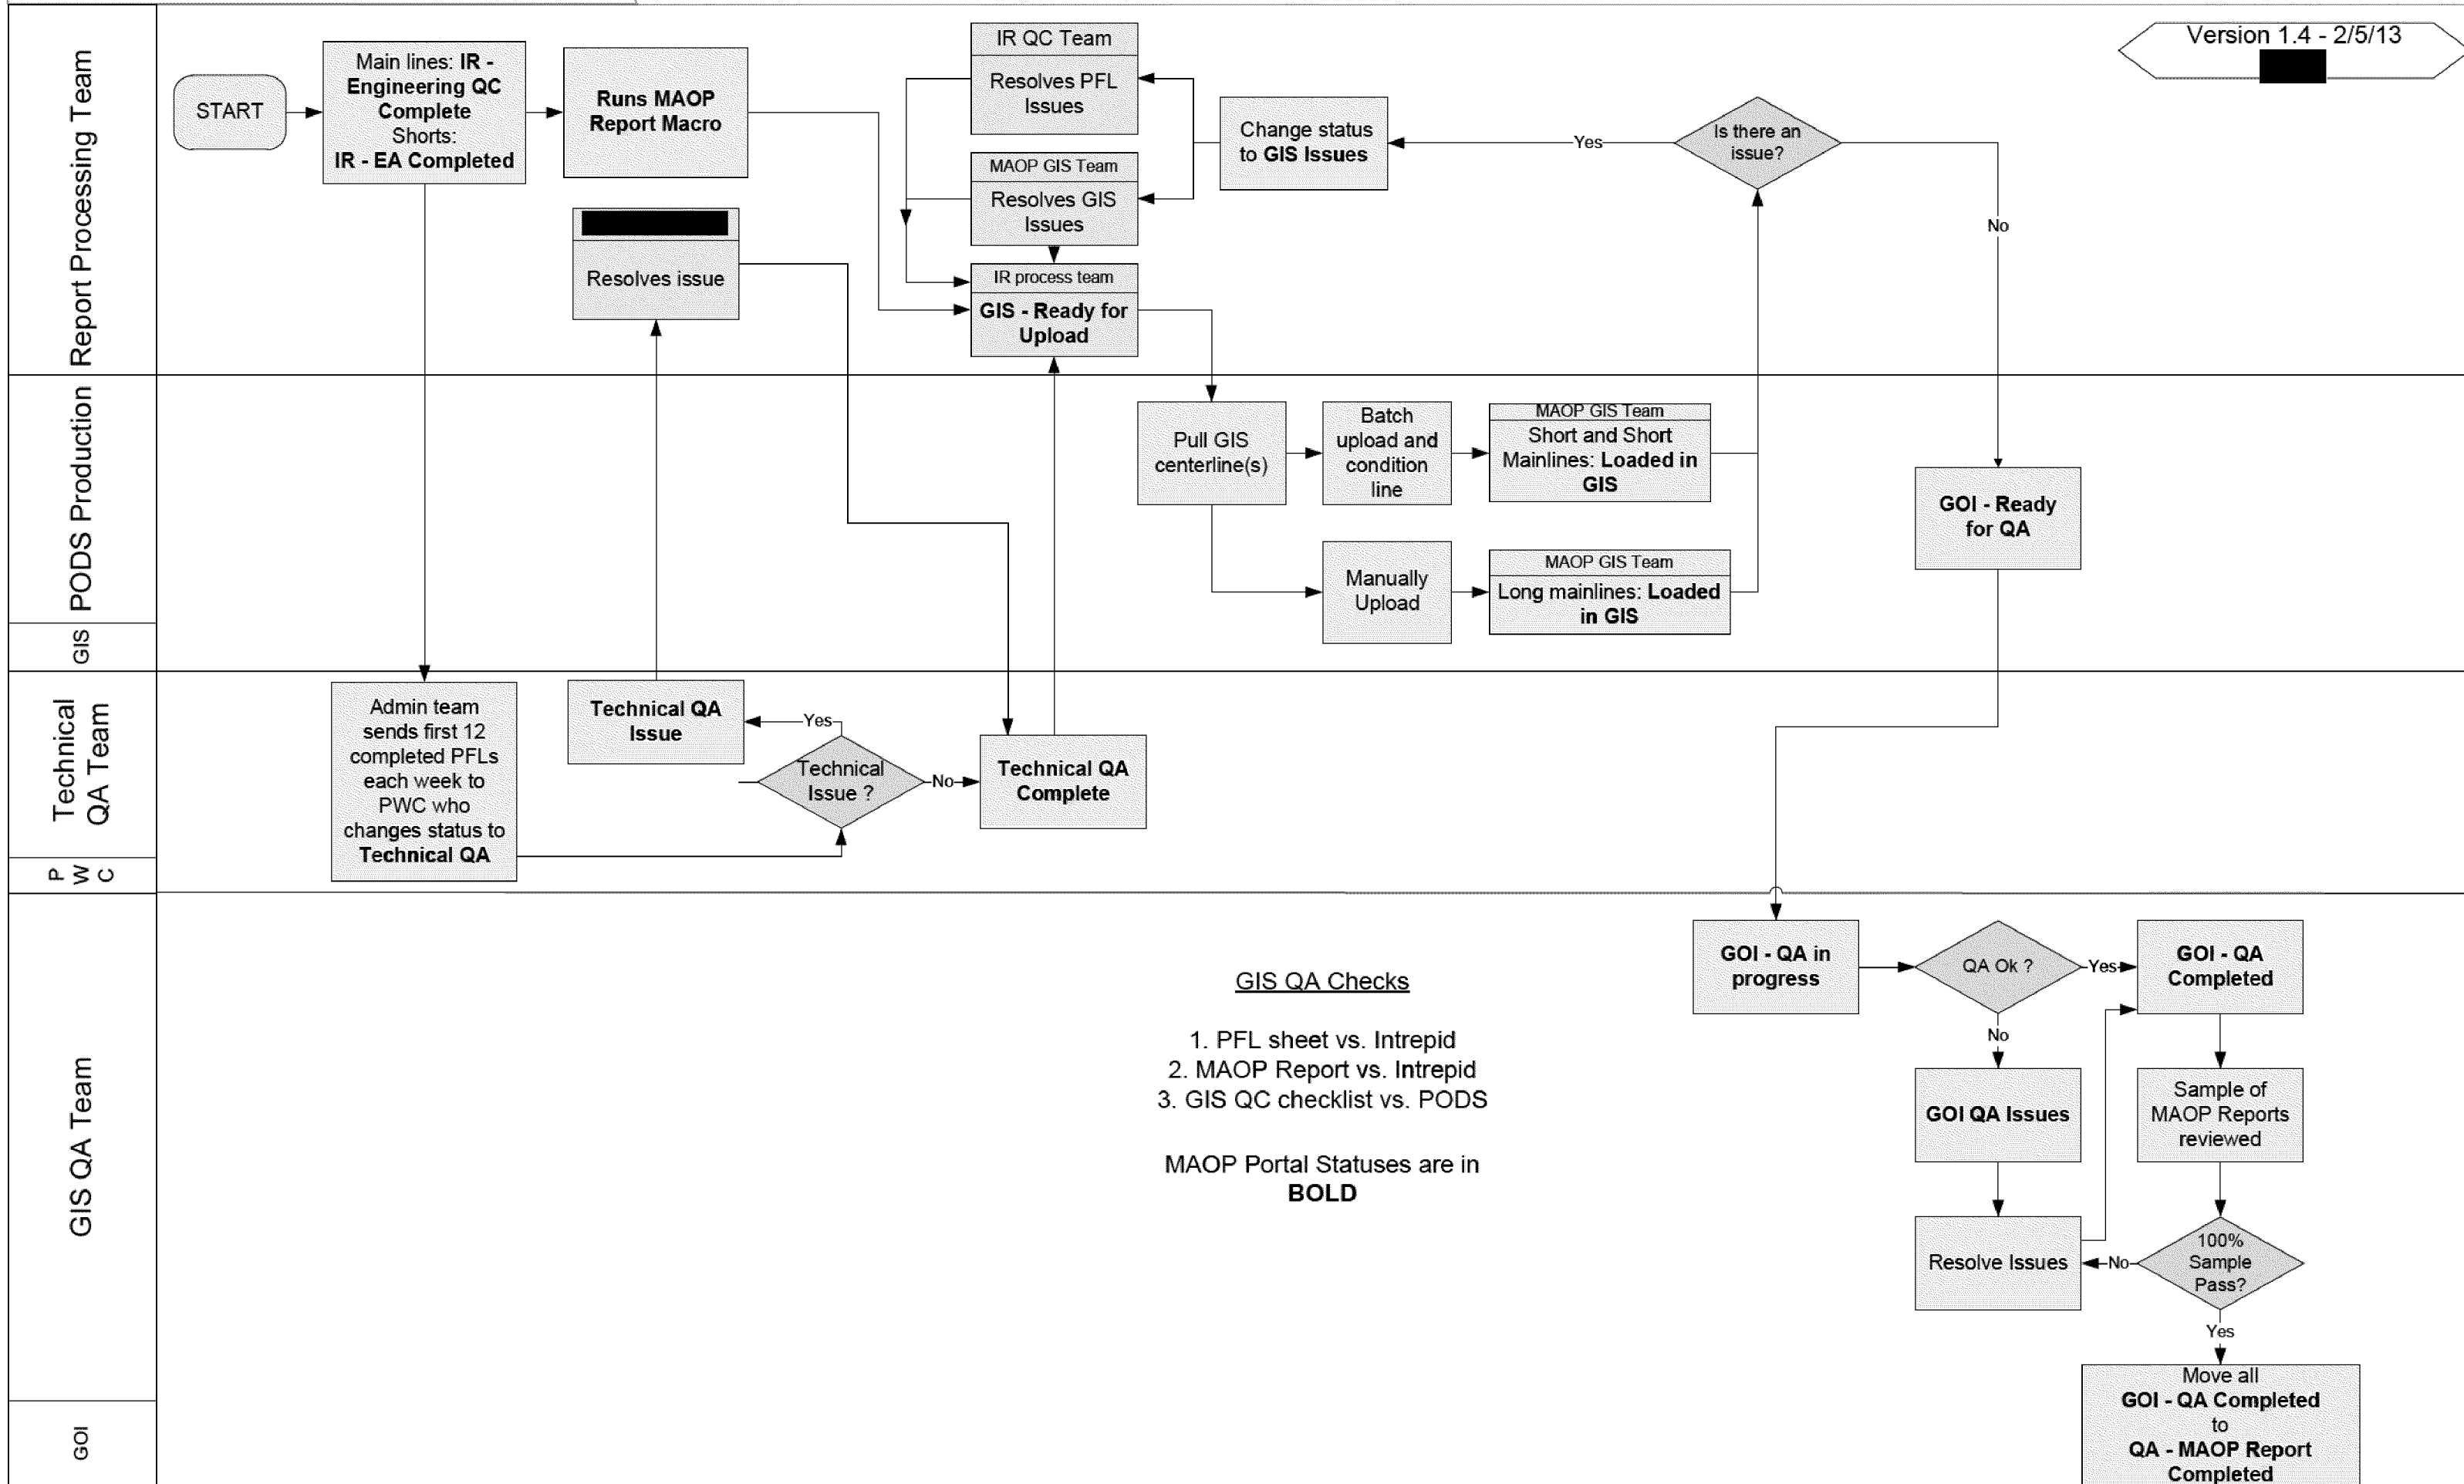 Version 1.4 - 2/5/13
Report Processing Team
START
Main lines: IR -
Engineering QC
Complete
Shorts:
IR - EA Completed
Runs MAOP
Report Macro
IR QC Team
Resolves PFL
Issues
MAOP GIS Team
Resolves GIS
Issues
IR process team
GIS - Ready for
Upload
Change status
to GIS Issues
Yes
Is there an
issue?
No
Resolves issue
PODS Production
Pull GIS
centerline(s)
Batch
upload and
condition
line
MAOP GIS Team
Short and Short
Mainlines: Loaded in
GIS
Manually
Upload
MAOP GIS Team
Long mainlines: Loaded
in GIS
GOI - Ready
for QA
GIS
Technical
QA Team
Admin team
sends first 12
completed PFLs
each week to
PWC who
changes status to
Technical QA
Technical QA
Issue
Yes
Technical
Issue ?
No
Technical QA
Complete
PWC
GIS QA Team
GIS QA Checks
1. PFL sheet vs. Intrepid
2. MAOP Report vs. Intrepid
3. GIS QC checklist vs. PODS
MAOP Portal Statuses are in
BOLD
GOI - QA in
progress
QA Ok ?
Yes
GOI - QA
Completed
No
GOI QA Issues
Sample of
MAOP Reports
reviewed
Resolve Issues
No
100%
Sample
Pass?
Yes
Move all
GOI - QA Completed
to
QA - MAOP Report
Completed
GOI